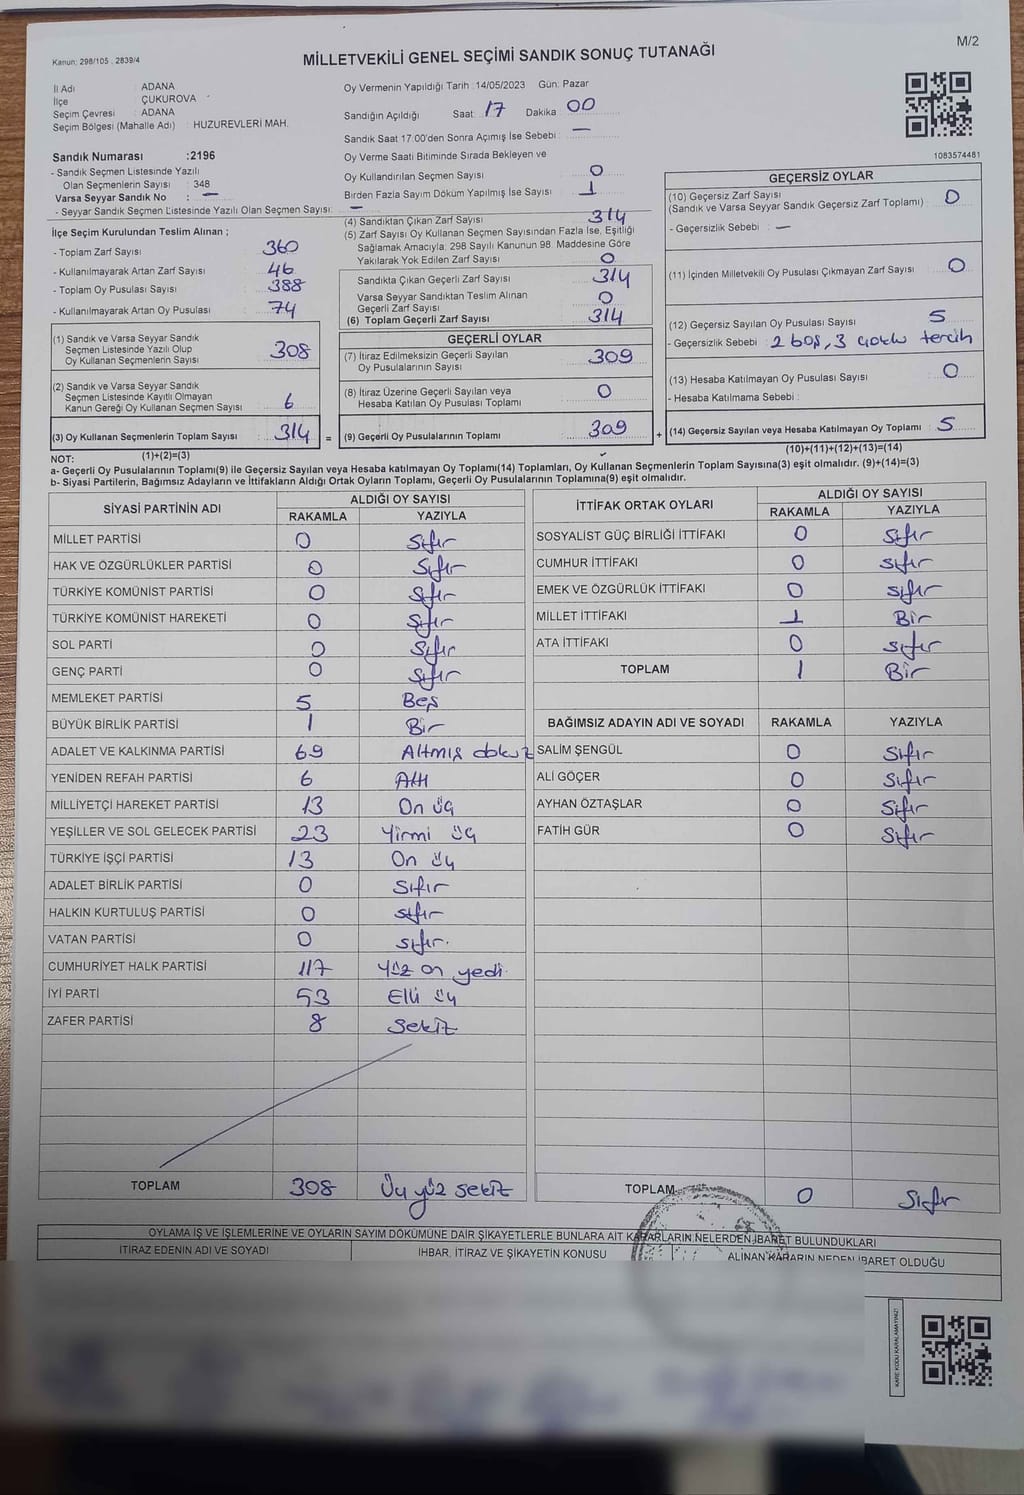 Kanun: 298/105 , 2839/4
MİLLETVEKİLİ GENEL SEÇİMİ SANDIK SONUÇ TUTANAĞI
M/2
İl Adı : ADANA
İlçe : ÇUKUROVA
Seçim Çevresi : ADANA
Seçim Bölgesi (Mahalle Adı) : HUZUREVLERİ MAH.
Sandık Numarası :2196
- Sandık Seçmen Listesinde Yazılı
Olan Seçmenlerin Sayısı : 348
Varsa Seyyar Sandık No : —
- Seyyar Sandık Seçmen Listesinde Yazılı Olan Seçmen Sayısı: —
İlçe Seçim Kurulundan Teslim Alınan ;
- Toplam Zarf Sayısı 360
- Kullanılmayarak Artan Zarf Sayısı 46
- Toplam Oy Pusulası Sayısı 388
- Kullanılmayarak Artan Oy Pusulası 74
(1) Sandık ve Varsa Seyyar Sandık
Seçmen Listesinde Yazılı Olup
Oy Kullanan Seçmenlerin Sayısı 308
(2) Sandık ve Varsa Seyyar Sandık
Seçmen Listesinde Kayıtlı Olmayan
Kanun Gereği Oy Kullanan Seçmen Sayısı 6
(3) Oy Kullanan Seçmenlerin Toplam Sayısı : 314 =
(1)+(2)=(3)
Oy Vermenin Yapıldığı Tarih : 14/05/2023 Gün: Pazar
Sandığın Açıldığı Saat: 17 Dakika 00
Sandık Saat 17:00'den Sonra Açımış İse Sebebi : —
Oy Verme Saati Bitiminde Sırada Bekleyen ve
Oy Kullandırılan Seçmen Sayısı 0
Birden Fazla Sayım Döküm Yapılmış İse Sayısı : 1
(4) Sandıktan Çıkan Zarf Sayısı 314
(5) Zarf Sayısı Oy Kullanan Seçmen Sayısından Fazla İse, Eşitliği
Sağlamak Amacıyla, 298 Sayılı Kanunun 98. Maddesine Göre
Yakılarak Yok Edilen Zarf Sayısı 0
Sandıkta Çıkan Geçerli Zarf Sayısı 314
Varsa Seyyar Sandıktan Teslim Alınan
Geçerli Zarf Sayısı 0
(6) Toplam Geçerli Zarf Sayısı 314
GEÇERLİ OYLAR
(7) İtiraz Edilmeksizin Geçerli Sayılan
Oy Pusulalarının Sayısı 309
(8) İtiraz Üzerine Geçerli Sayılan veya
Hesaba Katılan Oy Pusulası Toplamı 0
(9) Geçerli Oy Pusulalarının Toplamı 309 +
1083574481
GEÇERSİZ OYLAR
(10) Geçersiz Zarf Sayısı
(Sandık ve Varsa Seyyar Sandık Geçersiz Zarf Toplamı) : 0
- Geçersizlik Sebebi : —
(11) İçinden Milletvekili Oy Pusulası Çıkmayan Zarf Sayısı 0
(12) Geçersiz Sayılan Oy Pusulası Sayısı : 5
- Geçersizlik Sebebi : 2 boş, 3 çoklu tercih
(13) Hesaba Katılmayan Oy Pusulası Sayısı : 0
- Hesaba Katılmama Sebebi :
(14) Geçersiz Sayılan veya Hesaba Katılmayan Oy Toplamı : 5
(10)+(11)+(12)+(13)=(14)
NOT:
a- Geçerli Oy Pusulalarının Toplamı(9) ile Geçersiz Sayılan veya Hesaba katılmayan Oy Toplamı(14) Toplamları, Oy Kullanan Seçmenlerin Toplam Sayısına(3) eşit olmalıdır. (9)+(14)=(3)
b- Siyasi Partilerin, Bağımsız Adayların ve İttifakların Aldığı Ortak Oyların Toplamı, Geçerli Oy Pusulalarının Toplamına(9) eşit olmalıdır.
SİYASİ PARTİNİN ADI ALDIĞI OY SAYISI
RAKAMLA YAZIYLA
MİLLET PARTİSİ 0 Sıfır
HAK VE ÖZGÜRLÜKLER PARTİSİ 0 Sıfır
TÜRKİYE KOMÜNİST PARTİSİ 0 Sıfır
TÜRKİYE KOMÜNİST HAREKETİ 0 Sıfır
SOL PARTİ 0 Sıfır
GENÇ PARTİ 0 Sıfır
MEMLEKET PARTİSİ 5 Beş
BÜYÜK BİRLİK PARTİSİ 1 Bir
ADALET VE KALKINMA PARTİSİ 69 Altmış dokuz
YENİDEN REFAH PARTİSİ 6 Altı
MİLLİYETÇİ HAREKET PARTİSİ 13 On üç
YEŞİLLER VE SOL GELECEK PARTİSİ 23 Yirmi üç
TÜRKİYE İŞÇİ PARTİSİ 13 On üç
ADALET BİRLİK PARTİSİ 0 Sıfır
HALKIN KURTULUŞ PARTİSİ 0 sıfır
VATAN PARTİSİ 0 sıfır.
CUMHURİYET HALK PARTİSİ 117 Yüz on yedi
İYİ PARTİ 53 Elli üç
ZAFER PARTİSİ 8 Sekiz
TOPLAM 308 Üç yüz sekiz
İTTİFAK ORTAK OYLARI ALDIĞI OY SAYISI
RAKAMLA YAZIYLA
SOSYALİST GÜÇ BİRLİĞİ İTTİFAKI 0 Sıfır
CUMHUR İTTİFAKI 0 sıfır
EMEK VE ÖZGÜRLÜK İTTİFAKI 0 sıfır
MİLLET İTTİFAKI 1 Bir
ATA İTTİFAKI 0 sıfır
TOPLAM 1 Bir
BAĞIMSIZ ADAYIN ADI VE SOYADI RAKAMLA YAZIYLA
SALİM ŞENGÜL 0 Sıfır
ALİ GÖÇER 0 Sıfır
AYHAN ÖZTAŞLAR 0 Sıfır
FATİH GÜR 0 Sıfır
TOPLAM 0 Sıfır
OYLAMA İŞ VE İŞLEMLERİNE VE OYLARIN SAYIM DÖKÜMÜNE DAİR ŞİKAYETLERLE BUNLARA AİT KARARLARIN NELERDEN İBARET BULUNDUKLARI
İTİRAZ EDENİN ADI VE SOYADI İHBAR, İTİRAZ VE ŞİKAYETİN KONUSU ALINAN KARARIN NEDEN İBARET OLDUĞU
KARE KODU KARALAMAYINIZ!